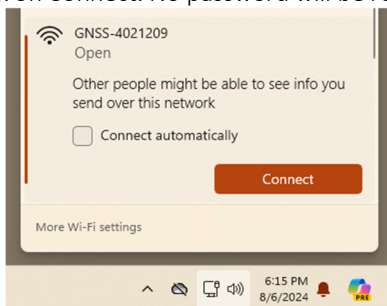 GNSS-4021209
Open
Other people might be able to see info you
send over this network
Connect automatically
Connect
More Wi-Fi settings
6:15 PM
8/6/2024
PRE